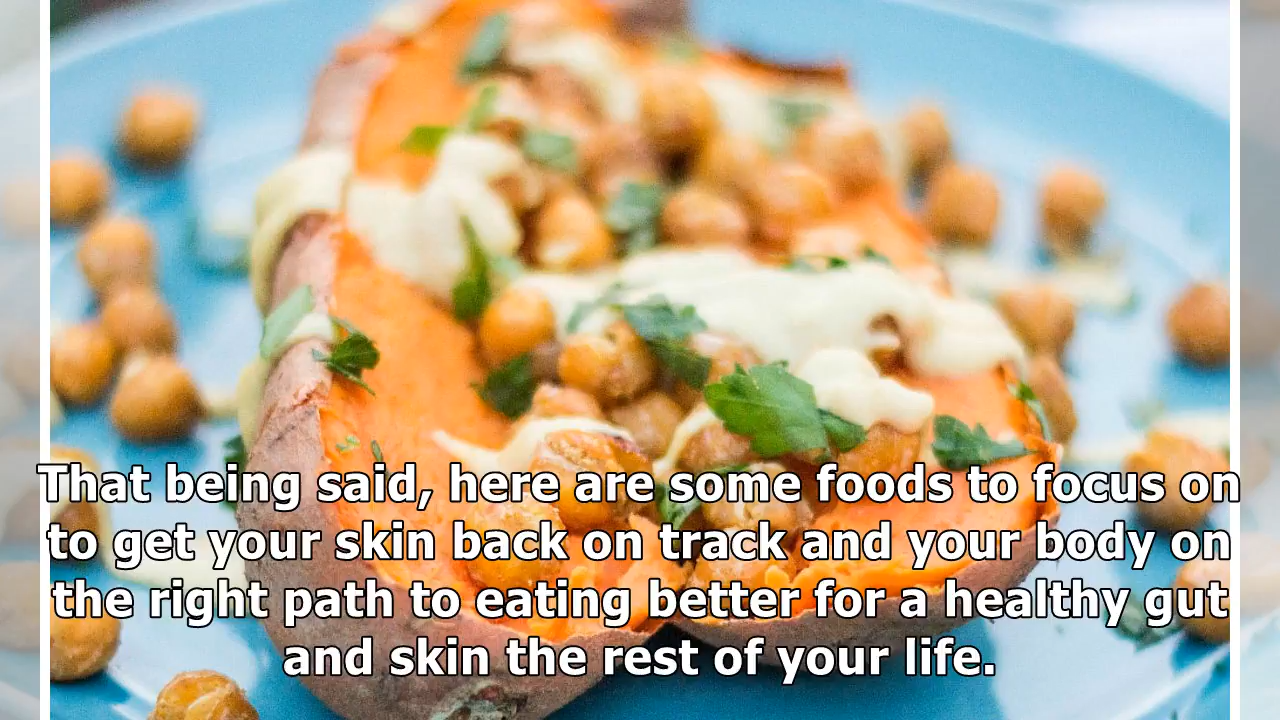 That being said, here are some foods to focus on
to get your skin back on track and your body on
the right path to eating better for a healthy gut
and skin the rest of your life.